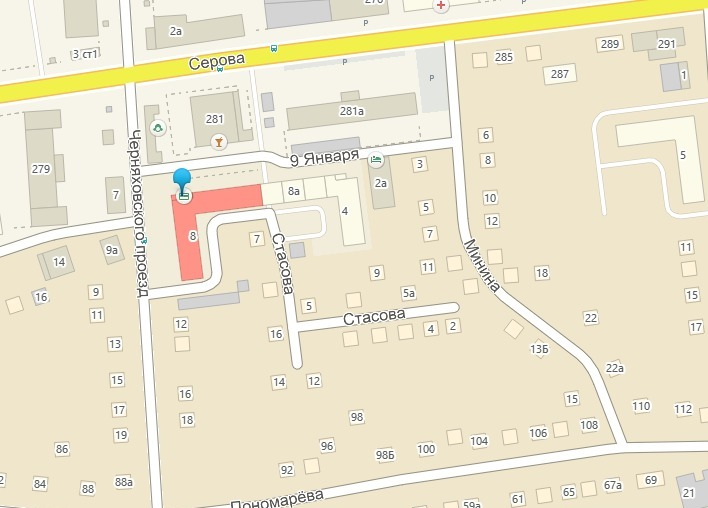 270
2а
3 ст1
P
Серова
P
P
285
289
291
287
1
281
281а
279
Черняховского проезд
9 Января
6
5
8
3
2а
8а
4
7
10
5
12
8
7
7
Стасова
Минина
9а
14
11
9
11
18
15
16
9
5а
5
11
Стасова
22
17
12
16
4
2
13
13Б
22а
15
14
12
16
15
110
112
17
18
98
108
106
104
19
96
100
98Б
86
92
84
88
88а
69
67а
65
61
59а
21
Пономарёва